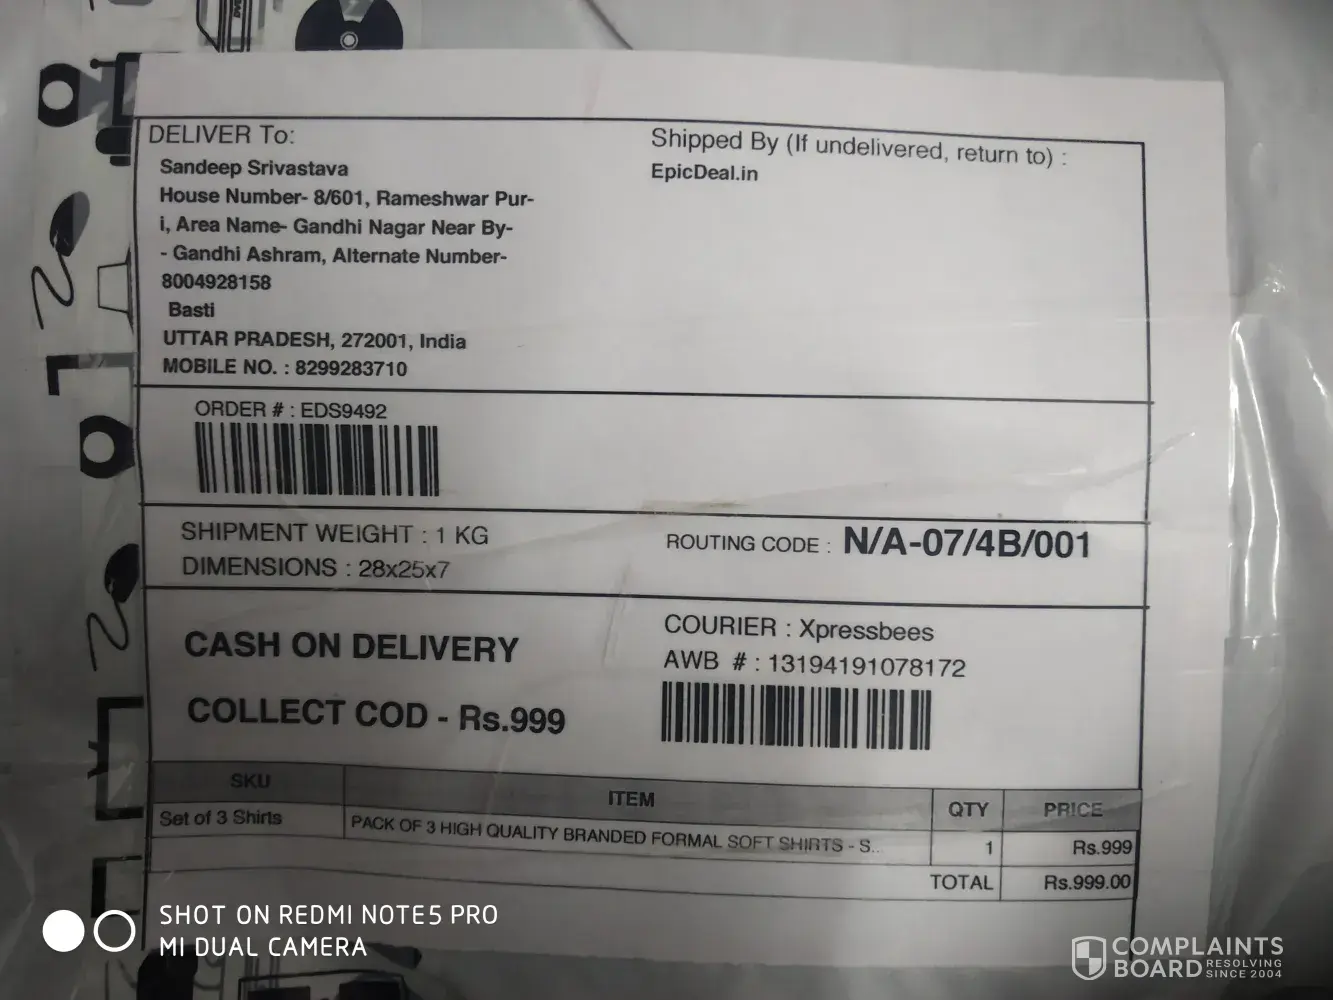 DELIVER To:
Sandeep Srivastava
House Number- 8/601, Rameshwar Pur-
i, Area Name- Gandhi Nagar Near By-
- Gandhi Ashram, Alternate Number-
8004928158
Basti
UTTAR PRADESH, 272001, India
MOBILE NO. : 8299283710
Shipped By (If undelivered, return to) :
EpicDeal.in
ORDER # : EDS9492
SHIPMENT WEIGHT : 1 KG
DIMENSIONS : 28x25x7
ROUTING CODE : N/A-07/4B/001
CASH ON DELIVERY
COLLECT COD - Rs.999
COURIER : Xpressbees
AWB # : 13194191078172
SKU ITEM QTY PRICE
Set of 3 Shirts PACK OF 3 HIGH QUALITY BRANDED FORMAL SOFT SHIRTS - S.. 1 Rs.999
TOTAL Rs.999.00
SHOT ON REDMI NOTE5 PRO
MI DUAL CAMERA
COMPLAINTS
BOARD RESOLVING
SINCE 2004